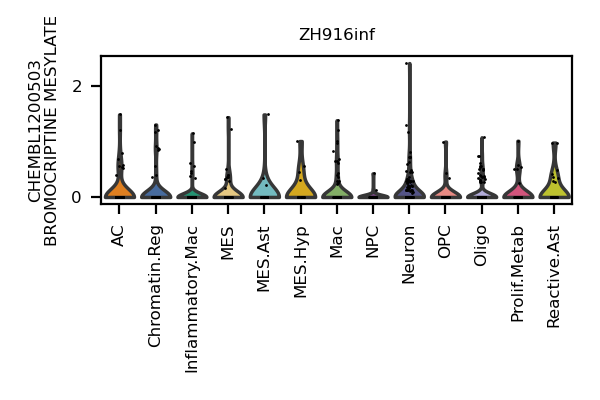 ZH916inf
CHEMBL1200503
BROMOCRIPTINE MESYLATE
2
0
AC
Chromatin.Reg
Inflammatory.Mac
MES
MES.Ast
MES.Hyp
Mac
NPC
Neuron
OPC
Oligo
Prolif.Metab
Reactive.Ast